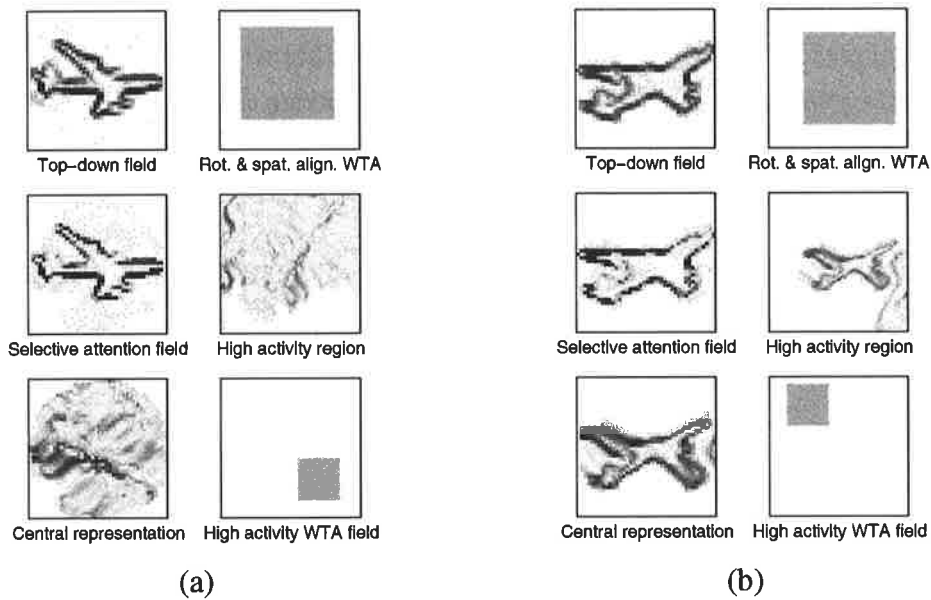 Top-down field
Rot. & spat. align. WTA
Selective attention field
High activity region
Central representation
High activity WTA field
(a)
Top-down field
Rot. & spat. align. WTA
Selective attention field
High activity region
Central representation
High activity WTA field
(b)